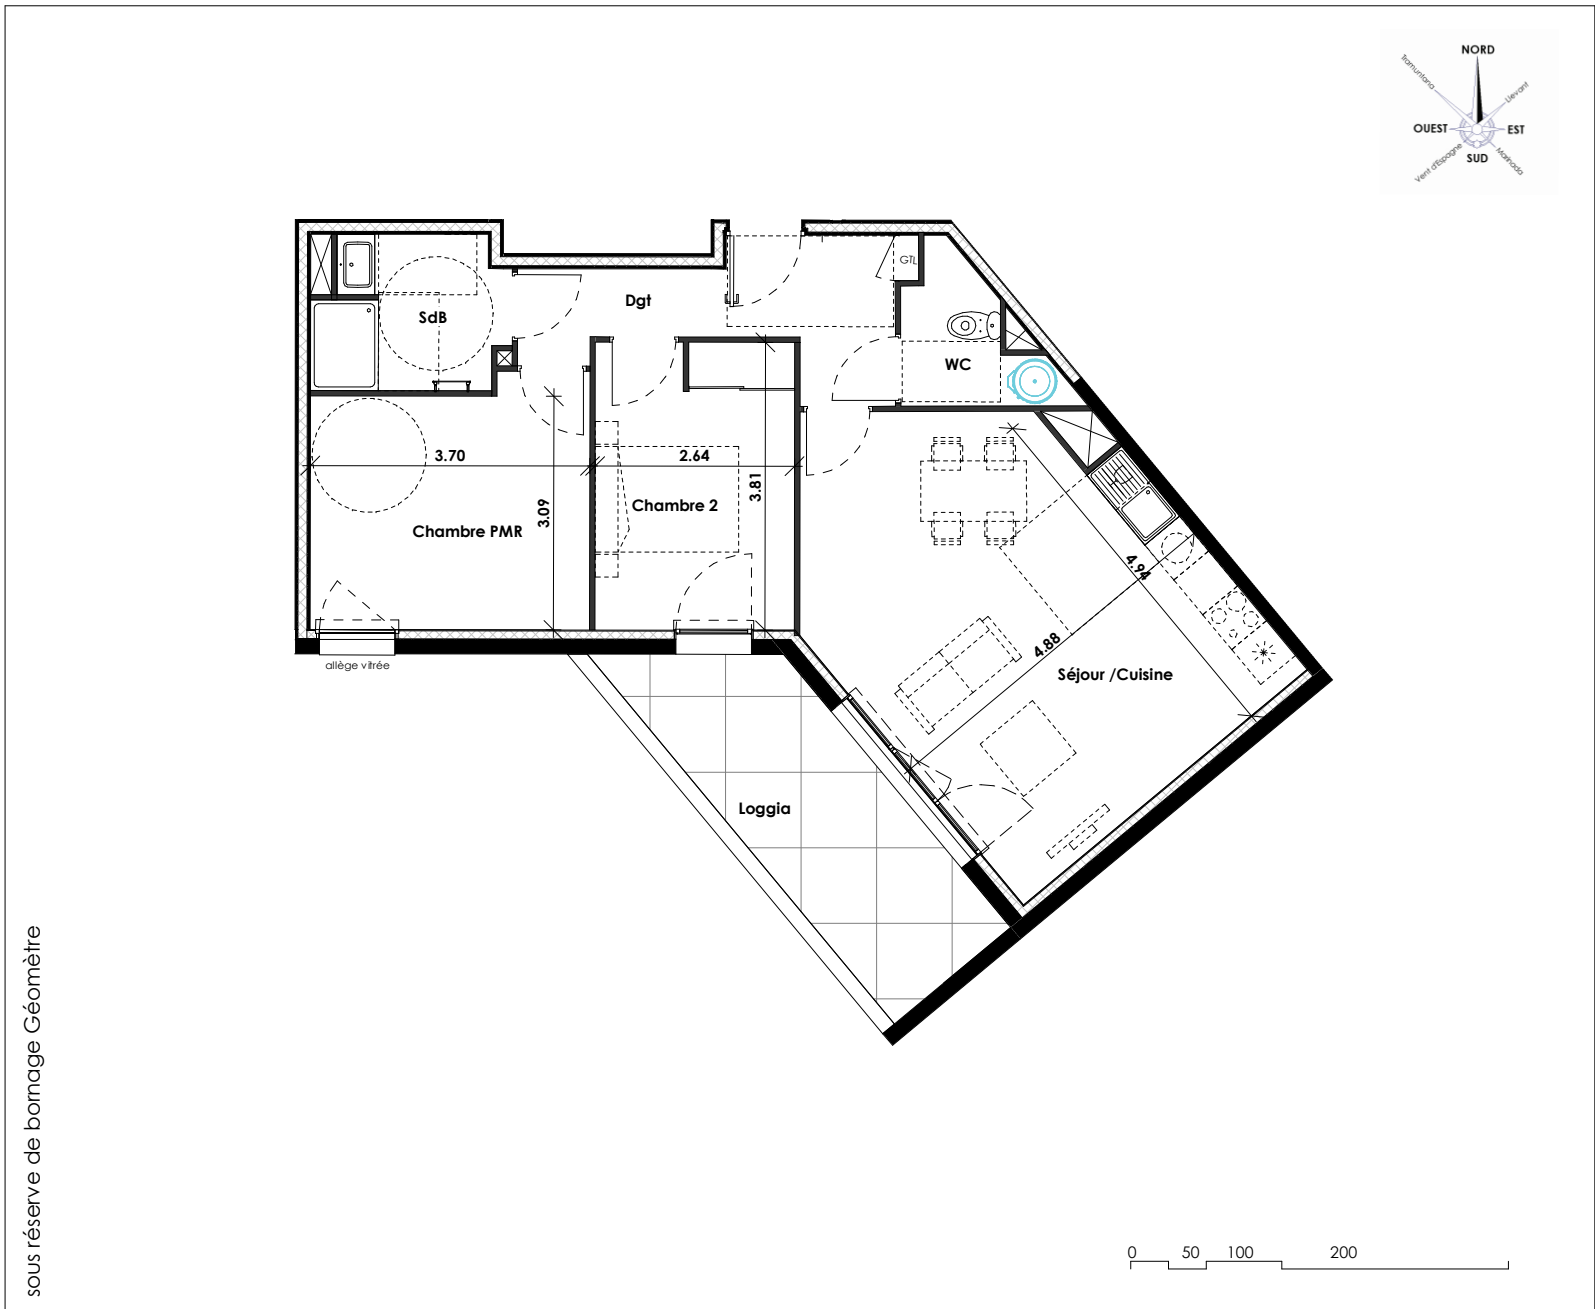 NORD
Tramuntana
Llevant
OUEST
EST
Vent d'Espagne
SUD
Marinada
GTL
Dgt
SdB
WC
3.70
2.64
3.81
3.09
Chambre 2
Chambre PMR
4.94
4.88
allège vitrée
Séjour /Cuisine
Loggia
sous réserve de bornage Géomètre
0 50 100 200